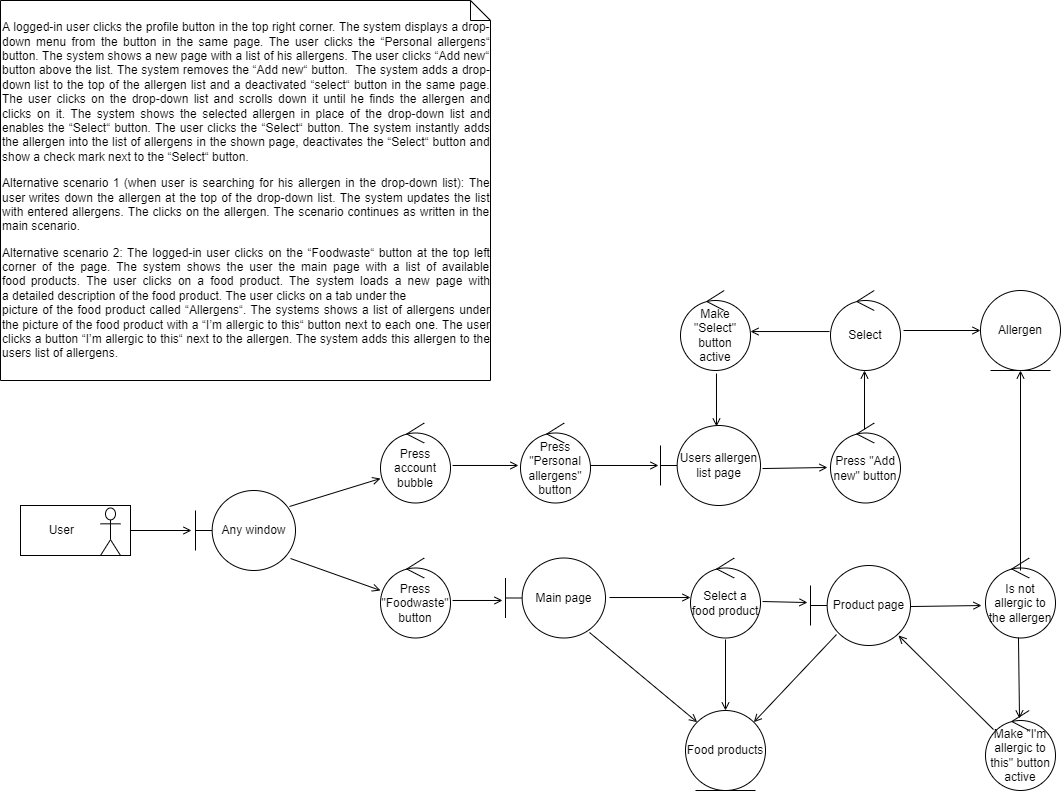 A logged-in user clicks the profile button in the top right corner. The system displays a drop-
down menu from the button in the same page. The user clicks the “Personal allergens“
button. The system shows a new page with a list of his allergens. The user clicks “Add new“
button above the list. The system removes the “Add new“ button.  The system adds a drop-
down list to the top of the allergen list and a deactivated “select“ button in the same page.
The user clicks on the drop-down list and scrolls down it until he finds the allergen and
clicks on it. The system shows the selected allergen in place of the drop-down list and
enables the “Select“ button. The user clicks the “Select“ button. The system instantly adds
the allergen into the list of allergens in the shown page, deactivates the “Select“ button and
show a check mark next to the “Select“ button.
Alternative scenario 1 (when user is searching for his allergen in the drop-down list): The
user writes down the allergen at the top of the drop-down list. The system updates the list
with entered allergens. The clicks on the allergen. The scenario continues as written in the
main scenario.
Alternative scenario 2: The logged-in user clicks on the “Foodwaste“ button at the top left
corner of the page. The system shows the user the main page with a list of available
food products. The user clicks on a food product. The system loads a new page with
a detailed description of the food product. The user clicks on a tab under the
picture of the food product called “Allergens“. The systems shows a list of allergens under
the picture of the food product with a “I’m allergic to this“ button next to each one. The user
clicks a button “I’m allergic to this“ next to the allergen. The system adds this allergen to the
users list of allergens.
Make
"Select"
button
active
Select
Allergen
Press
account
bubble
Press
"Personal
allergens"
button
Users allergen
list page
Press "Add
new" button
User
Any window
Press
"Foodwaste"
button
Main page
Select a
food product
Product page
Is not
allergic to
the allergen
Food products
Make "I'm
allergic to
this" button
active